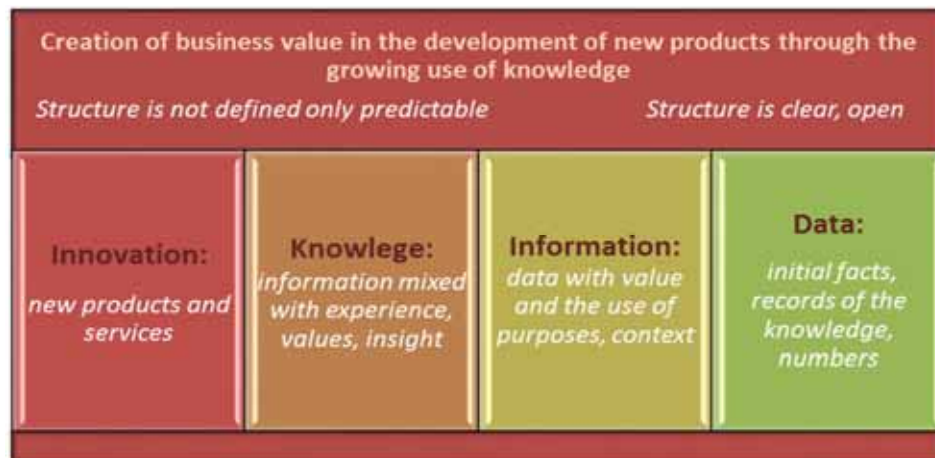 Creation of business value in the development of new products through the
growing use of knowledge
Structure is not defined only predictable
Structure is clear, open
Innovation:
new products and
services
Knowlege:
information mixed
with experience,
values, insight
Information:
data with value
and the use of
purposes, context
Data:
initial facts,
records of the
knowledge,
numbers